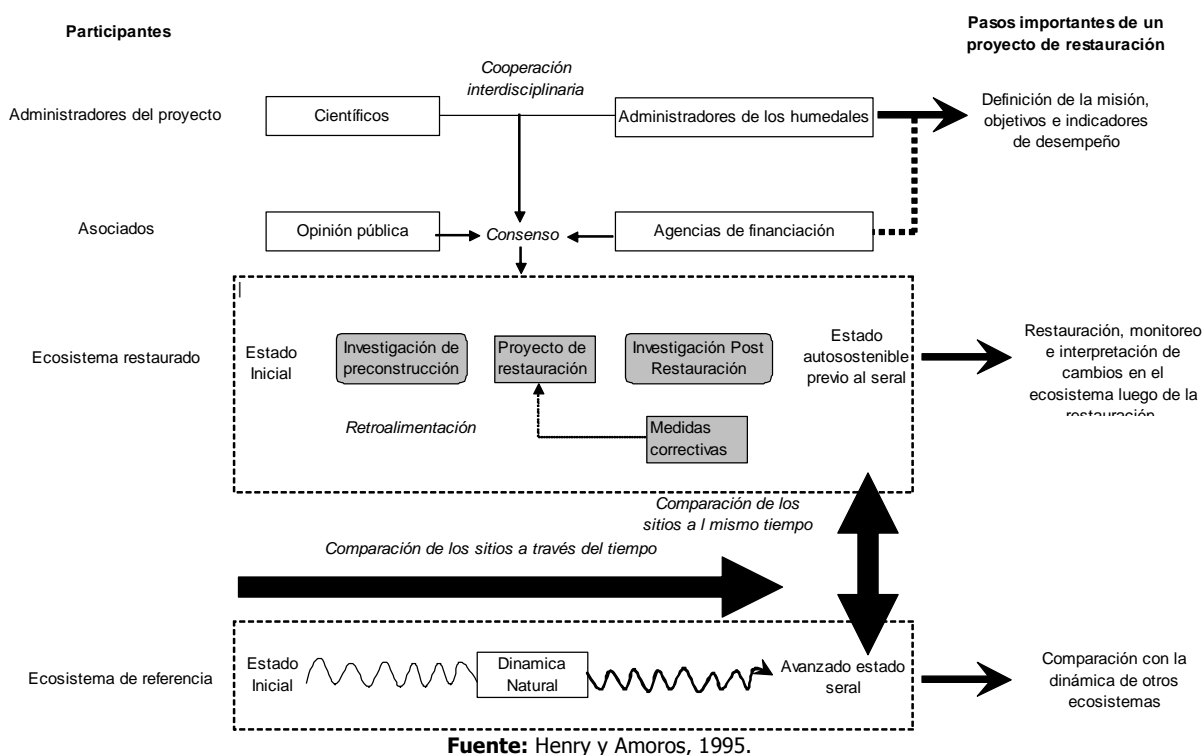 Participantes
Pasos importantes de un
proyecto de restauración
Cooperación
interdisciplinaria
Administradores del proyecto
Científicos
Administradores de los humedales
Definición de la misión,
objetivos e indicadores
de desempeño
Asociados
Opinión pública
Consenso
Agencias de financiación
Ecosistema restaurado
Estado
Inicial
Investigación de
preconstrucción
Proyecto de
restauración
Investigación Post
Restauración
Estado
autosostenible
previo al seral
Restauración, monitoreo
e interpretación de
cambios en el
ecosistema luego de la
restauración
Retroalimentación
Medidas
correctivas
Comparación de los
sitios a l mismo tiempo
Comparación de los sitios a través del tiempo
Ecosistema de referencia
Estado
Inicial
Dinamica
Natural
Avanzado estado
seral
Comparación con la
dinámica de otros
ecosistemas
Fuente: Henry y Amoros, 1995.